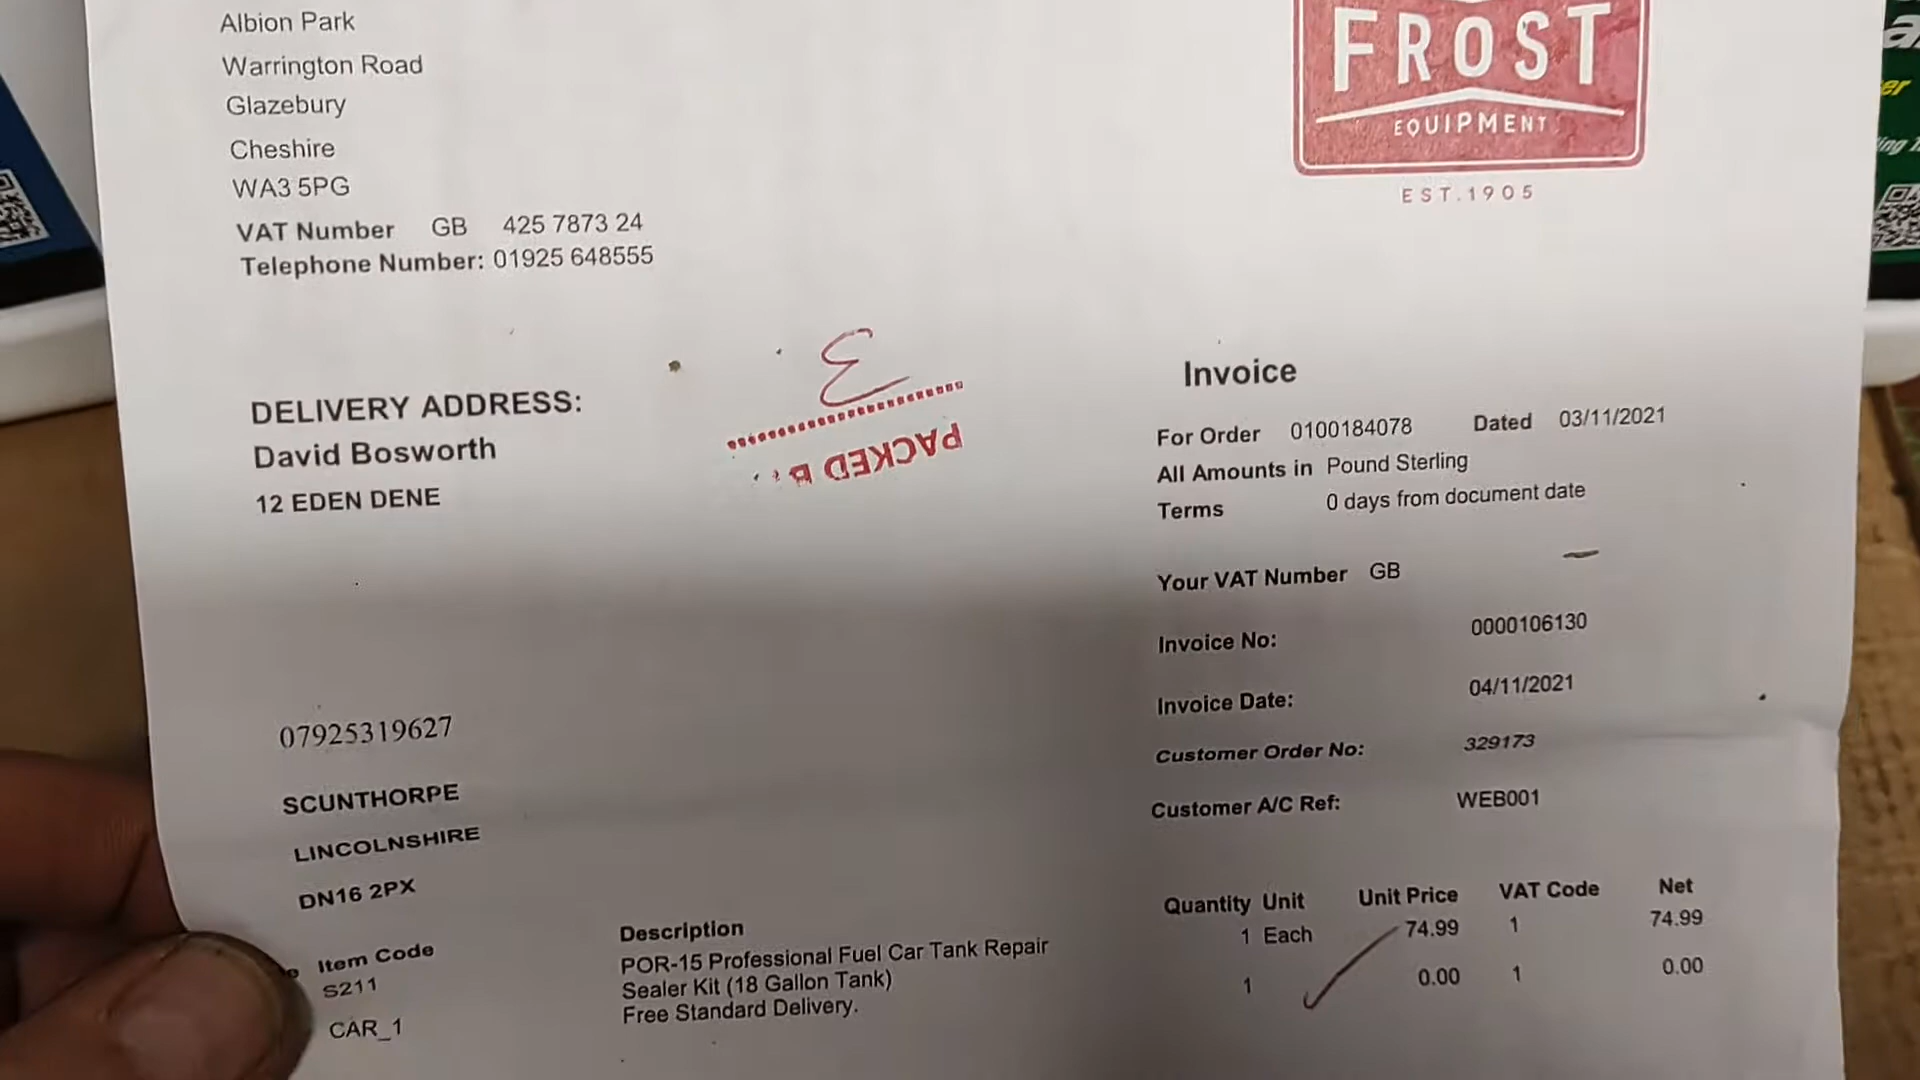 Albion Park
Warrington Road
Glazebury
Cheshire
WA3 5PG
VAT Number GB 425 7873 24
Telephone Number: 01925 648555
FROST
EQUIPMENT
EST.1905
DELIVERY ADDRESS:
David Bosworth
12 EDEN DENE
3
PACKED
Invoice
For Order 0100184078 Dated 03/11/2021
All Amounts in Pound Sterling
Terms 0 days from document date
Your VAT Number GB
Invoice No: 0000106130
Invoice Date: 04/11/2021
Customer Order No: 329173
Customer A/C Ref: WEB001
07925319627
SCUNTHORPE
LINCOLNSHIRE
DN16 2PX
Item Code Description Quantity Unit Unit Price VAT Code Net
S211 POR-15 Professional Fuel Car Tank Repair 1 Each 74.99 1 74.99
Sealer Kit (18 Gallon Tank)
CAR_1 Free Standard Delivery. 1 0.00 1 0.00